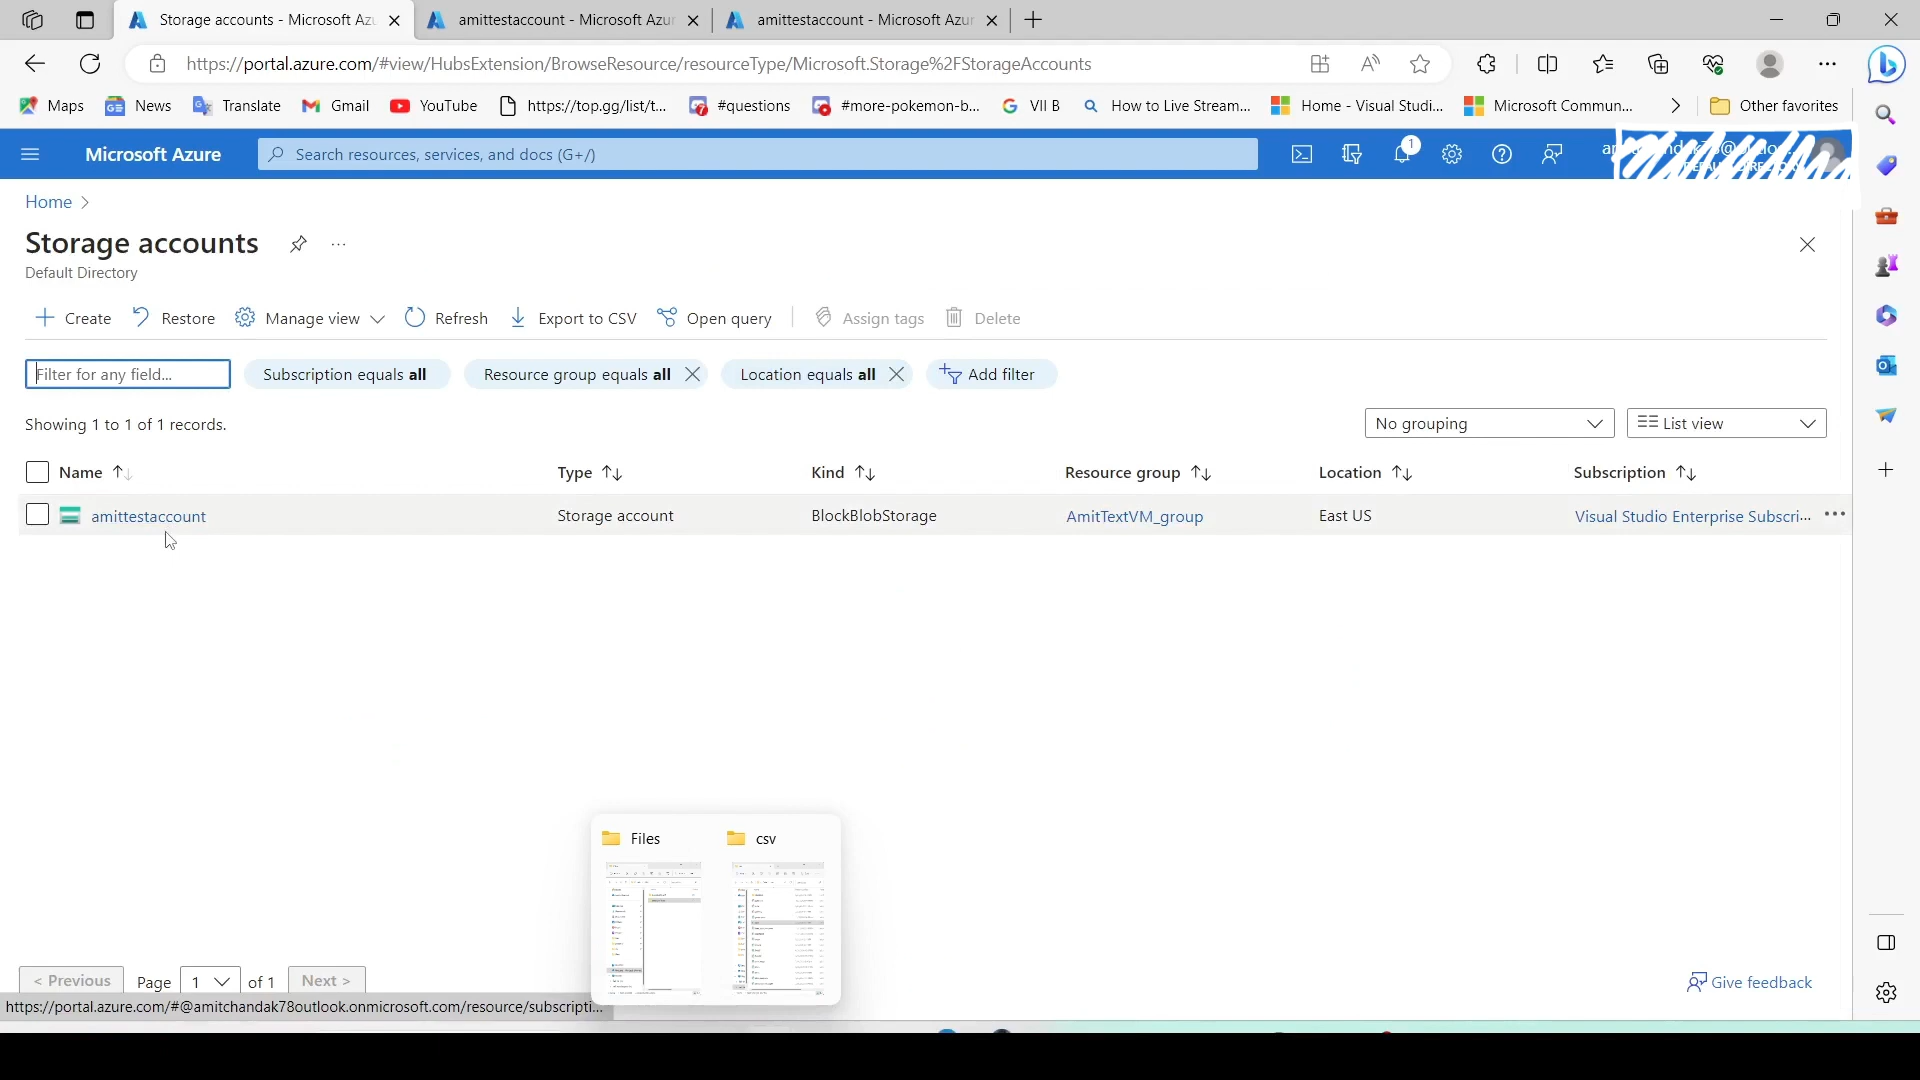 Storage accounts - Microsoft Azu
amittestaccount - Microsoft Azur
amittestaccount - Microsoft Azur
https://portal.azure.com/#view/HubsExtension/BrowseResource/resourceType/Microsoft.Storage%2FStorageAccounts
Maps News Translate Gmail YouTube https://top.gg/list/t... #questions #more-pokemon-b... VII B How to Live Stream... Home - Visual Studi... Microsoft Commun... Other favorites
Microsoft Azure
Search resources, services, and docs (G+/)
1
Home >
Storage accounts
...
Default Directory
Create Restore Manage view Refresh Export to CSV Open query Assign tags Delete
Filter for any field... Subscription equals all Resource group equals all Location equals all Add filter
Showing 1 to 1 of 1 records.
No grouping List view
Name Type Kind Resource group Location Subscription
amittestaccount Storage account BlockBlobStorage AmitTextVM_group East US Visual Studio Enterprise Subscri... ...
Files csv
< Previous Page 1 of 1 Next >
Give feedback
https://portal.azure.com/#@amitchandak78outlook.onmicrosoft.com/resource/subscripti...